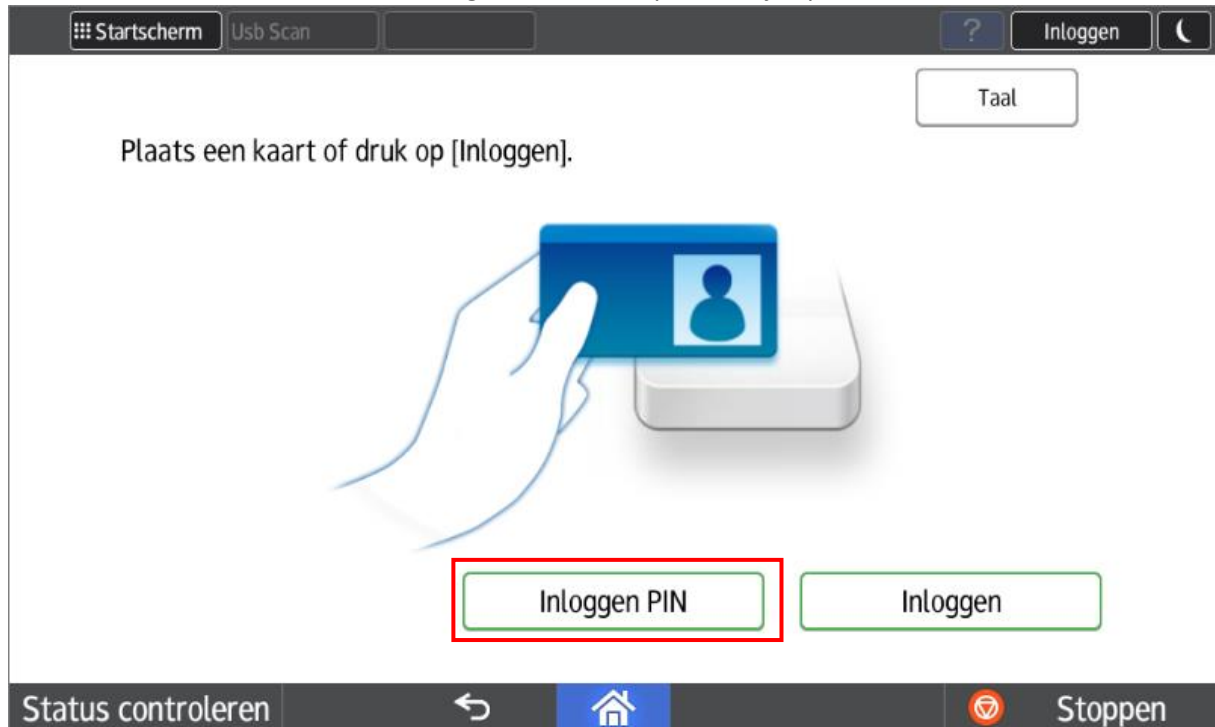 Startscherm Usb Scan ? Inloggen
Taal
Plaats een kaart of druk op [Inloggen].
Inloggen PIN Inloggen
Status controleren Stoppen